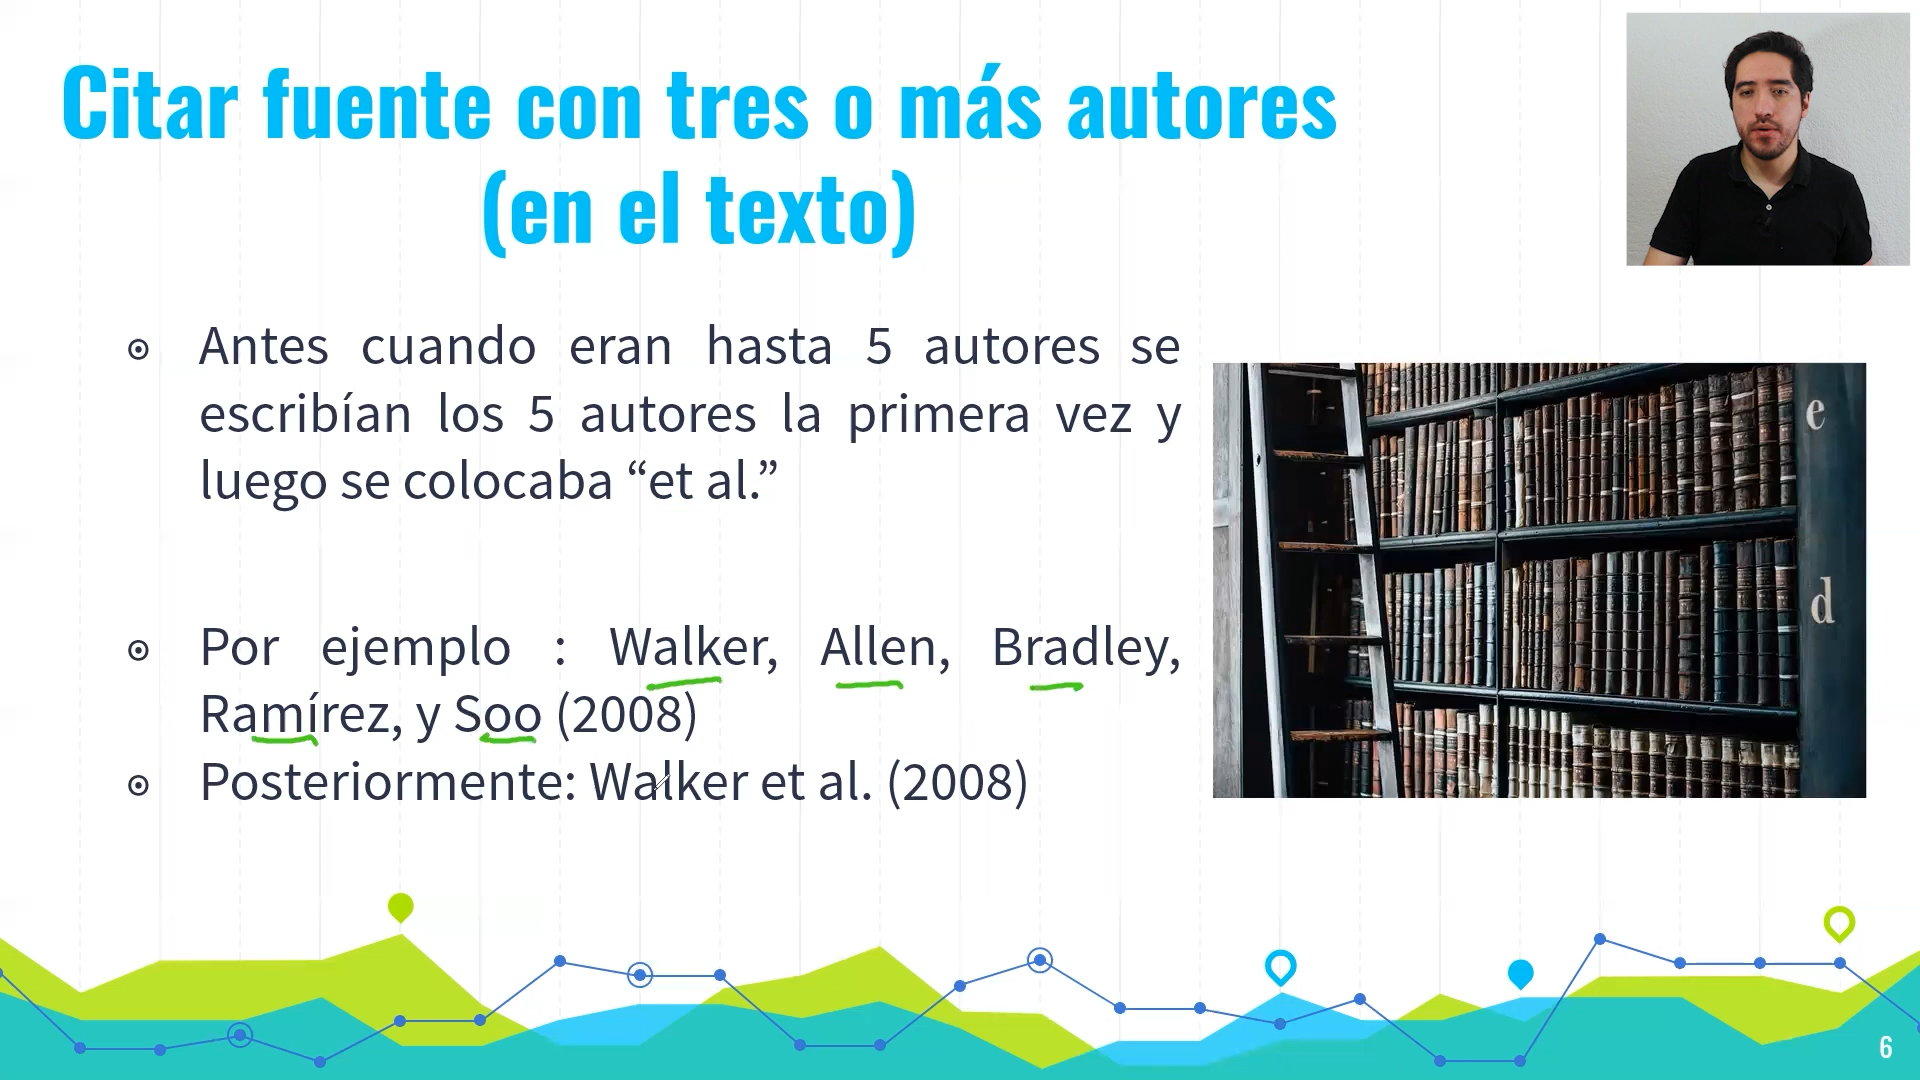 Citar fuente con tres o más autores
(en el texto)
Antes cuando eran hasta 5 autores se
escribían los 5 autores la primera vez y
luego se colocaba “et al.”
Por ejemplo : Walker, Allen, Bradley,
Ramírez, y Soo (2008)
Posteriormente: Walker et al. (2008)
e
d
6